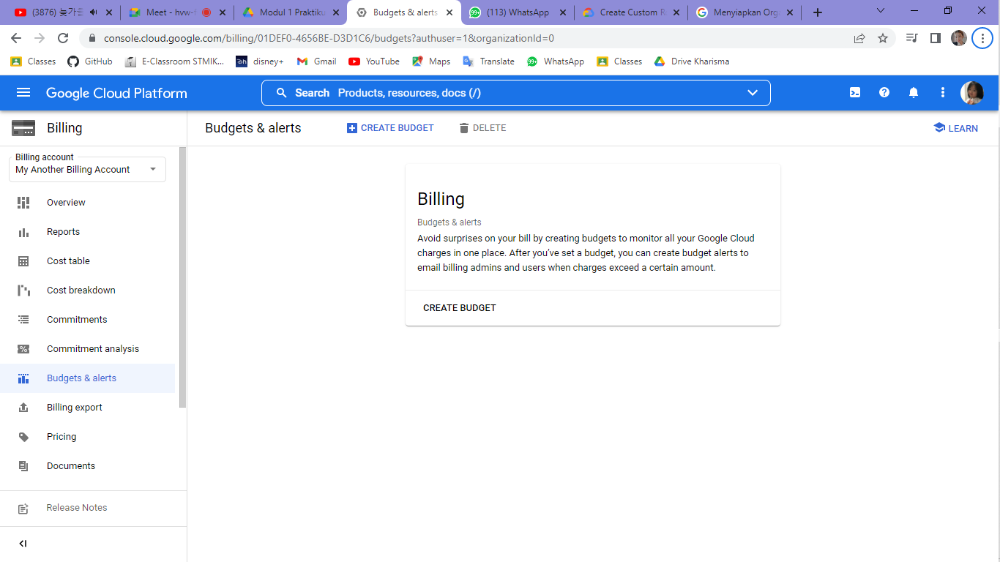 (3876) 늦가을
Meet - hvw-f
Modul 1 Praktiku
Budgets & alerts
(113) WhatsApp
Create Custom R
Menyiapkan Orga
console.cloud.google.com/billing/01DEF0-4656BE-D3D1C6/budgets?authuser=1&organizationId=0
Classes
GitHub
E-Classroom STMIK...
disney+
Gmail
YouTube
Maps
Translate
WhatsApp
Classes
Drive Kharisma
Google Cloud Platform
Search Products, resources, docs (/)
Billing
Budgets & alerts
CREATE BUDGET
DELETE
LEARN
Billing account
My Another Billing Account
Overview
Reports
Cost table
Cost breakdown
Commitments
Commitment analysis
Budgets & alerts
Billing export
Pricing
Documents
Release Notes
Billing
Budgets & alerts
Avoid surprises on your bill by creating budgets to monitor all your Google Cloud
charges in one place. After you've set a budget, you can create budget alerts to
email billing admins and users when charges exceed a certain amount.
CREATE BUDGET